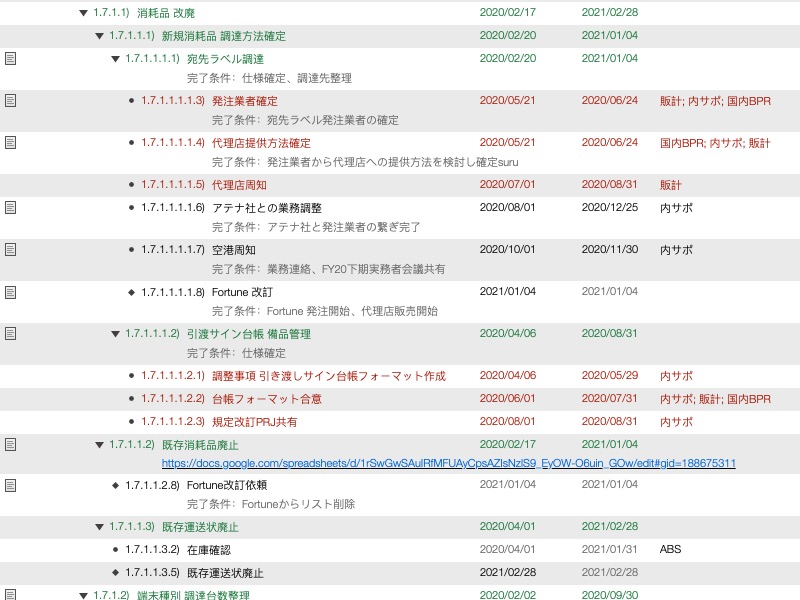 1.7.1.1) 消耗品 改廃 2020/02/17 2021/02/28
1.7.1.1.1) 新規消耗品 調達方法確定 2020/02/20 2021/01/04
1.7.1.1.1.1) 宛先ラベル調達 2020/02/20 2021/01/04
完了条件： 仕様確定、調達先整理
1.7.1.1.1.1.3) 発注業者確定 2020/05/21 2020/06/24 販計; 内サポ; 国内BPR
完了条件： 宛先ラベル発注業者の確定
1.7.1.1.1.1.4) 代理店提供方法確定 2020/05/21 2020/06/24 国内BPR; 内サポ; 販計
完了条件： 発注業者から代理店への提供方法を検討し確定suru
1.7.1.1.1.1.5) 代理店周知 2020/07/01 2020/08/31 販計
1.7.1.1.1.1.6) アテナ社との業務調整 2020/08/01 2020/12/25 内サポ
完了条件： アテナ社と発注業者の繋ぎ完了
1.7.1.1.1.1.7) 空港周知 2020/10/01 2020/11/30 内サポ
完了条件： 業務連絡、FY20下期実務者会議共有
1.7.1.1.1.1.8) Fortune 改訂 2021/01/04 2021/01/04
完了条件： Fortune 発注開始、代理店販売開始
1.7.1.1.1.2) 引渡サイン台帳 備品管理 2020/04/06 2020/08/31
完了条件： 仕様確定
1.7.1.1.1.2.1) 調整事項 引き渡しサイン台帳フォーマット作成 2020/04/06 2020/05/29 内サポ
1.7.1.1.1.2.2) 台帳フォーマット合意 2020/06/01 2020/07/31 内サポ; 販計; 国内BPR
1.7.1.1.1.2.3) 規定改訂PRJ共有 2020/08/01 2020/08/31 内サポ
1.7.1.1.2) 既存消耗品廃止 2020/02/17 2021/01/04
https://docs.google.com/spreadsheets/d/1rSwGwSAuIRfMFUAyCpsAZIsNzIS9_EyOW-O6uin_GOw/edit#gid=188675311
1.7.1.1.2.8) Fortune改訂依頼 2021/01/04 2021/01/04
完了条件： Fortuneからリスト削除
1.7.1.1.3) 既存運送状廃止 2020/04/01 2021/02/28
1.7.1.1.3.2) 在庫確認 2020/04/01 2021/01/31 ABS
1.7.1.1.3.5) 既存運送状廃止 2021/02/28 2021/02/28
1.7.1.2) 端末種別 調達台数整理 2020/02/02 2020/09/30